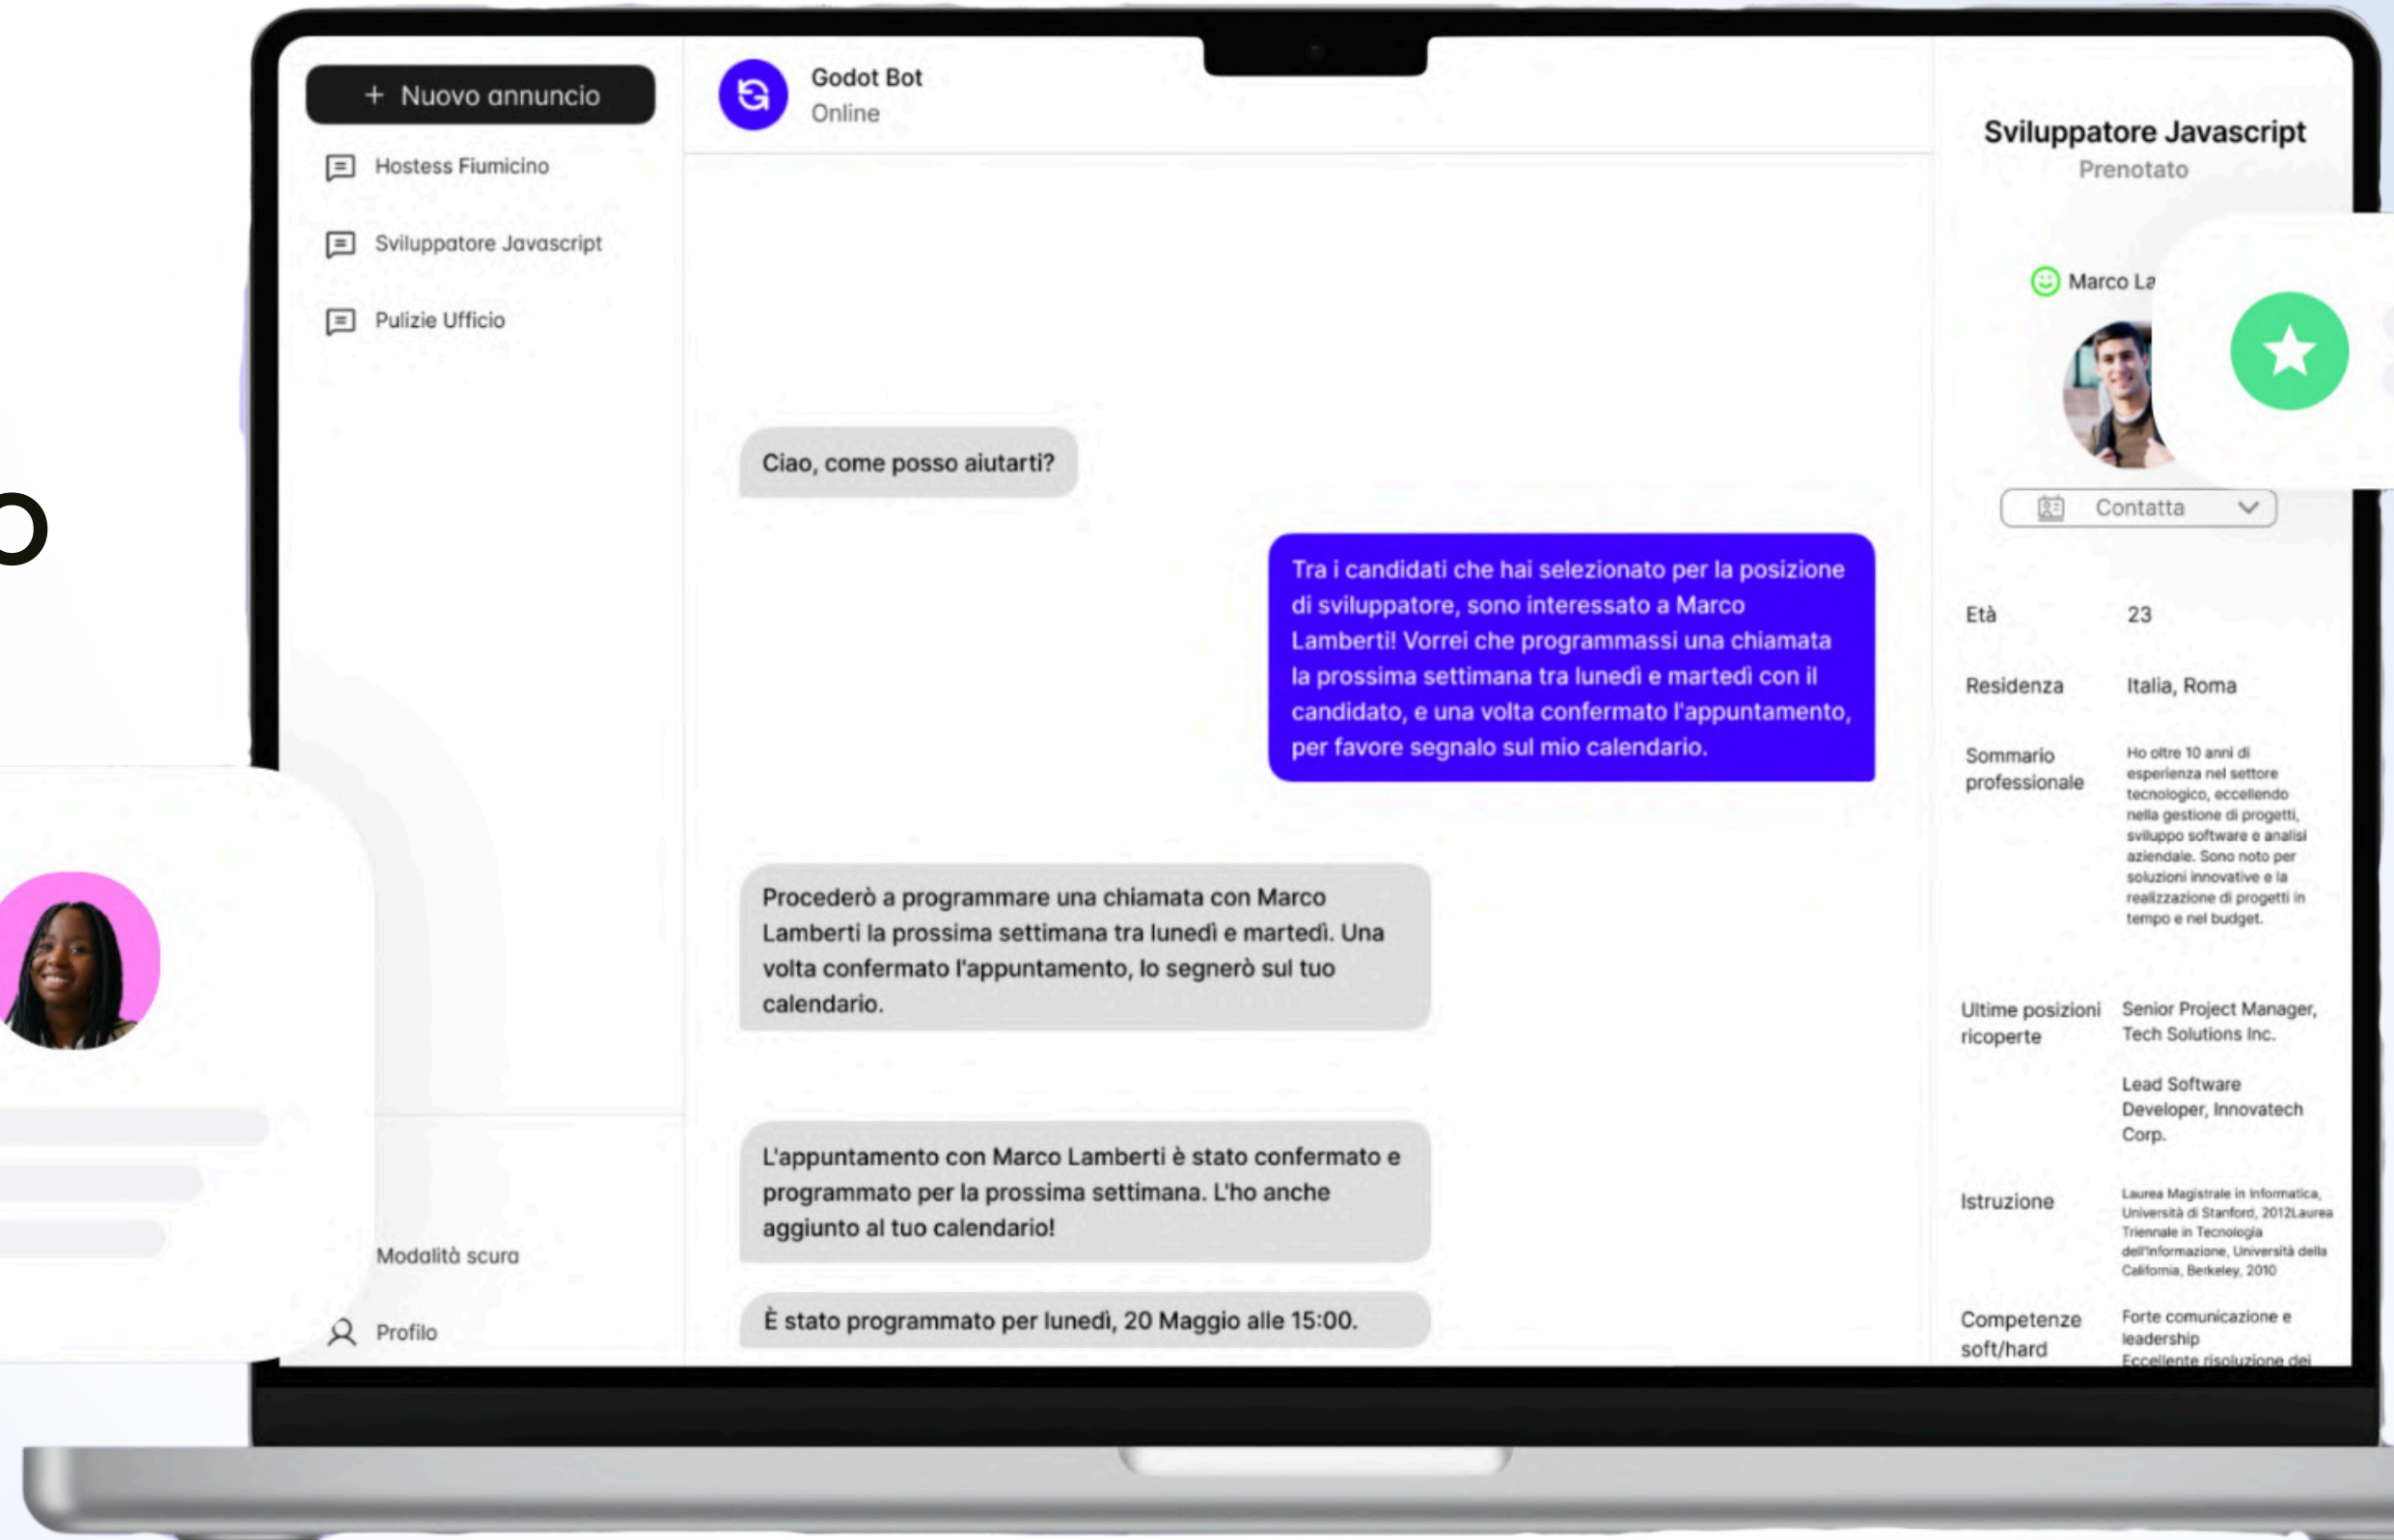 + Nuovo annuncio
Hostess Fiumicino
Sviluppatore Javascript
Pulizie Ufficio
Modalità scura
Profilo
Godot Bot
Online
Ciao, come posso aiutarti?
Tra i candidati che hai selezionato per la posizione
di sviluppatore, sono interessato a Marco
Lamberti! Vorrei che programmassi una chiamata
la prossima settimana tra lunedì e martedì con il
candidato, e una volta confermato l'appuntamento,
per favore segnalo sul mio calendario.
Procederò a programmare una chiamata con Marco
Lamberti la prossima settimana tra lunedì e martedì. Una
volta confermato l'appuntamento, lo segnerò sul tuo
calendario.
L'appuntamento con Marco Lamberti è stato confermato e
programmato per la prossima settimana. L'ho anche
aggiunto al tuo calendario!
È stato programmato per lunedì, 20 Maggio alle 15:00.
Sviluppatore Javascript
Prenotato
Marco La
Contatta
Età 23
Residenza Italia, Roma
Sommario
professionale
Ho oltre 10 anni di
esperienza nel settore
tecnologico, eccellendo
nella gestione di progetti,
sviluppo software e analisi
aziendale. Sono noto per
soluzioni innovative e la
realizzazione di progetti in
tempo e nel budget.
Ultime posizioni
ricoperte
Senior Project Manager,
Tech Solutions Inc.
Lead Software
Developer, Innovatech
Corp.
Istruzione
Laurea Magistrale in Informatica,
Università di Stanford, 2012Laurea
Triennale in Tecnologia
dell'Informazione, Università della
California, Berkeley, 2010
Competenze
soft/hard
Forte comunicazione e
leadership
Eccellente risoluzione dei